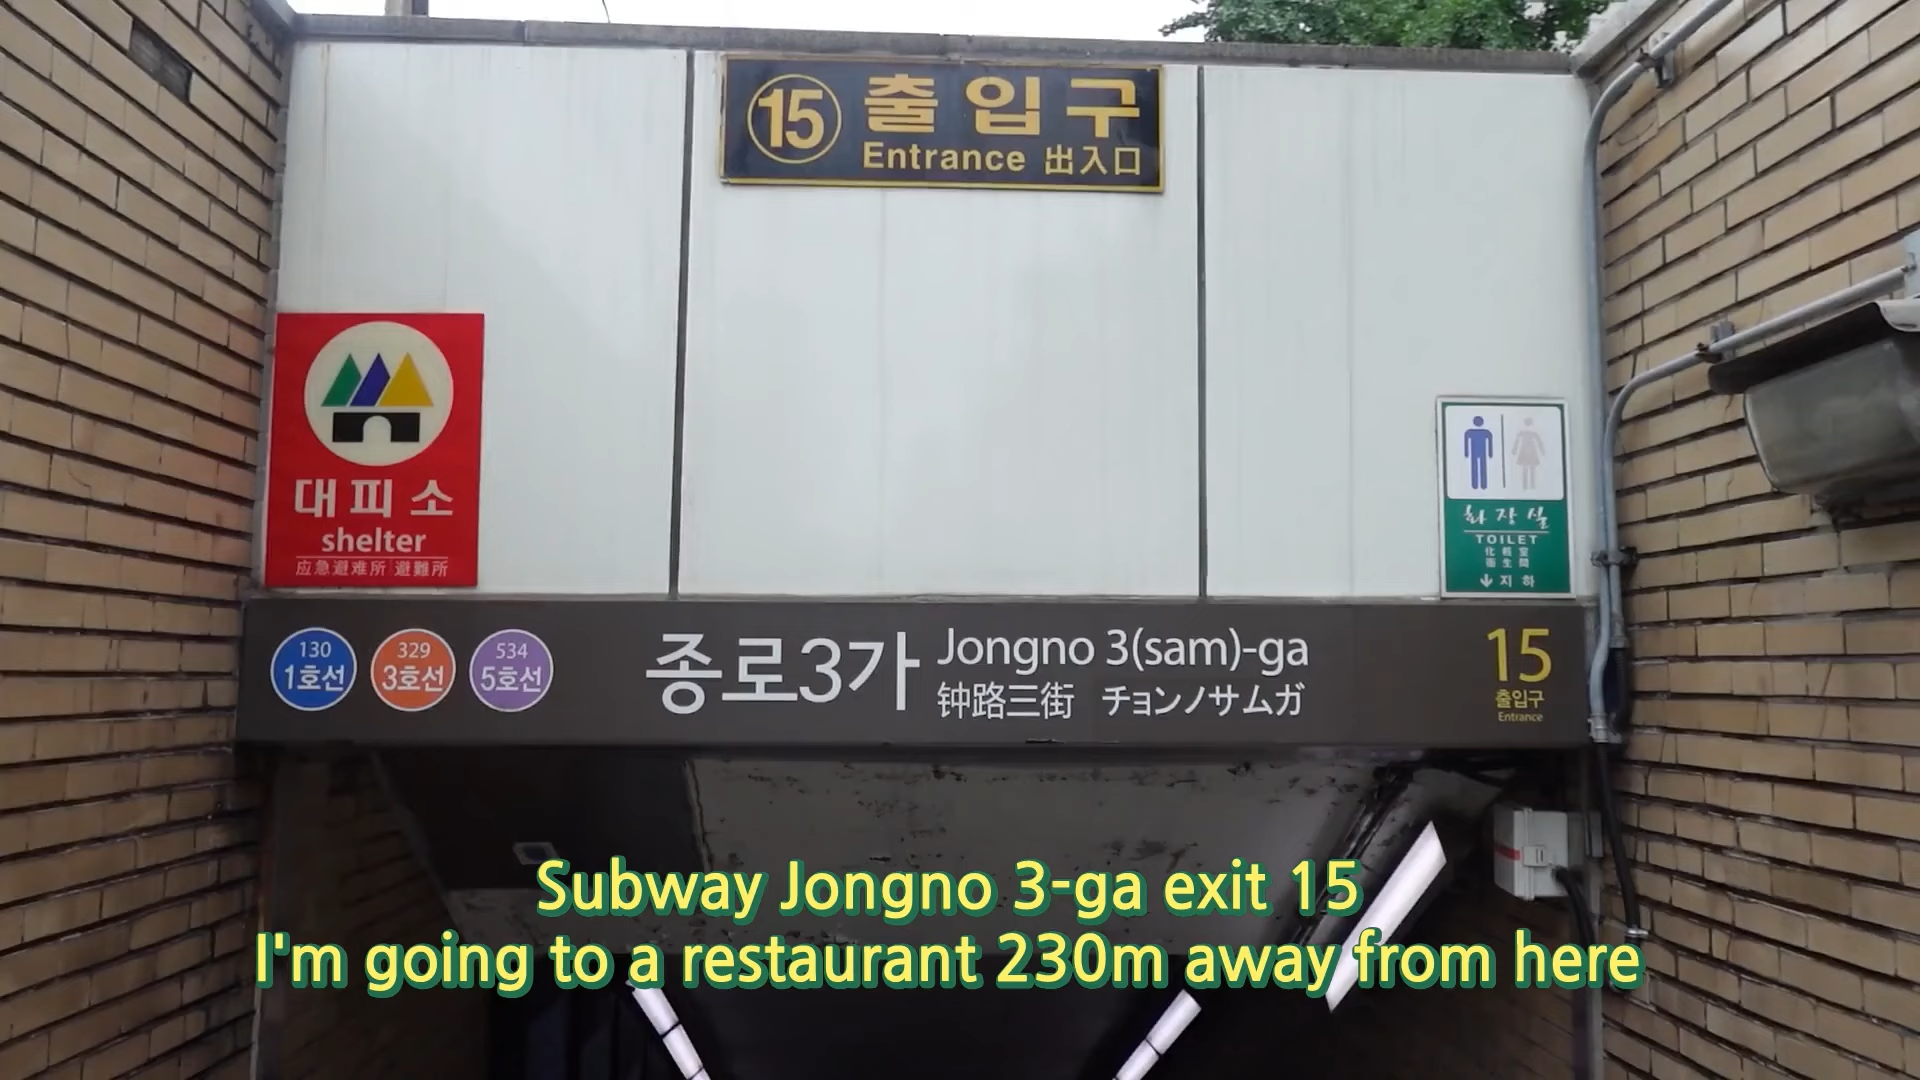 15 출입구
Entrance 出入口
대피소
shelter
应急避难所 避難所
화장실
TOILET
化粧室
衛生間
↓지하
130
1호선
329
3호선
534
5호선
종로3가
Jongno 3(sam)-ga
钟路三街 チョンノサムガ
15
출입구
Entrance
Subway Jongno 3-ga exit 15
I'm going to a restaurant 230m away from here